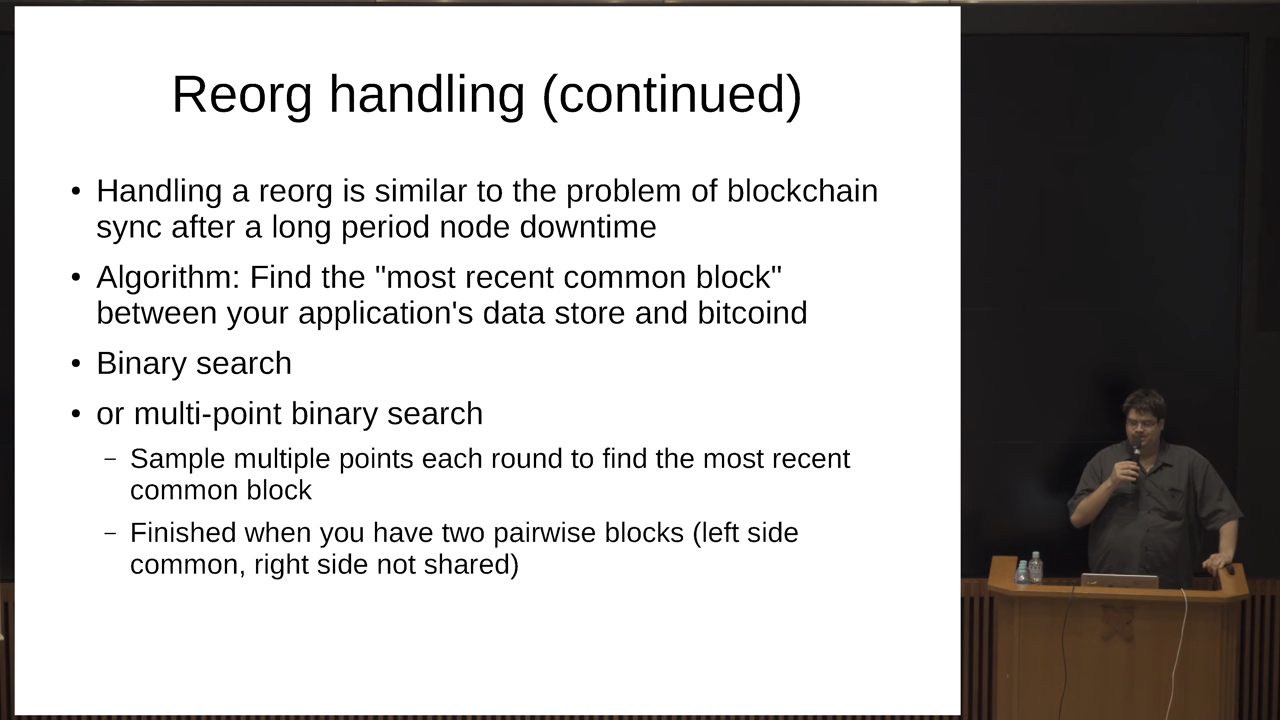 Reorg handling (continued)
• Handling a reorg is similar to the problem of blockchain
sync after a long period node downtime
• Algorithm: Find the "most recent common block"
between your application's data store and bitcoind
• Binary search
• or multi-point binary search
– Sample multiple points each round to find the most recent
common block
– Finished when you have two pairwise blocks (left side
common, right side not shared)